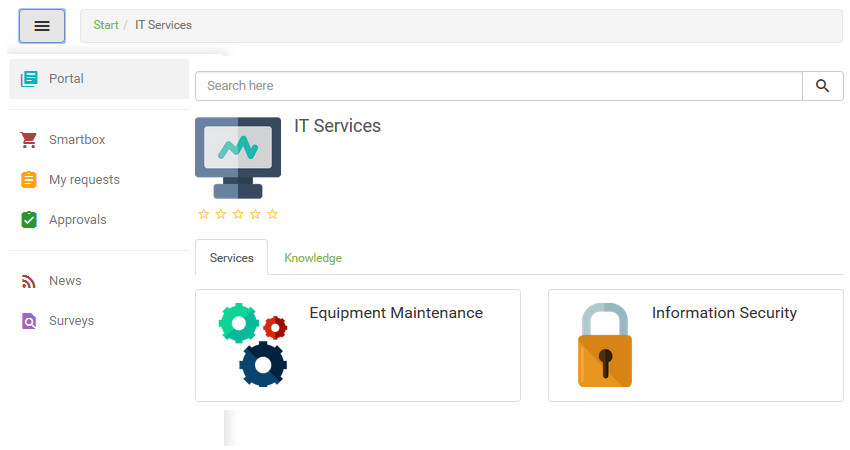 Start / IT Services
Portal
Search here
IT Services
Smartbox
My requests
Approvals
Services Knowledge
News
Surveys
Equipment Maintenance
Information Security